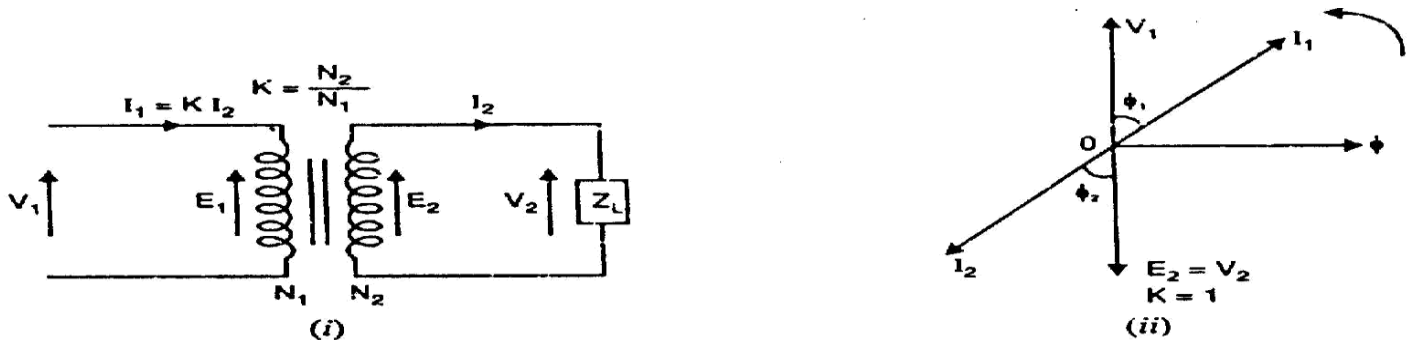 K = N₂/N₁
I₁ = K I₂
I₂
V₁
E₁
E₂
V₂
Z_L
N₁
N₂
(i)
V₁
I₁
ϕ₁
O
ϕ
ϕ₂
I₂
E₂ = V₂
K = 1
(ii)